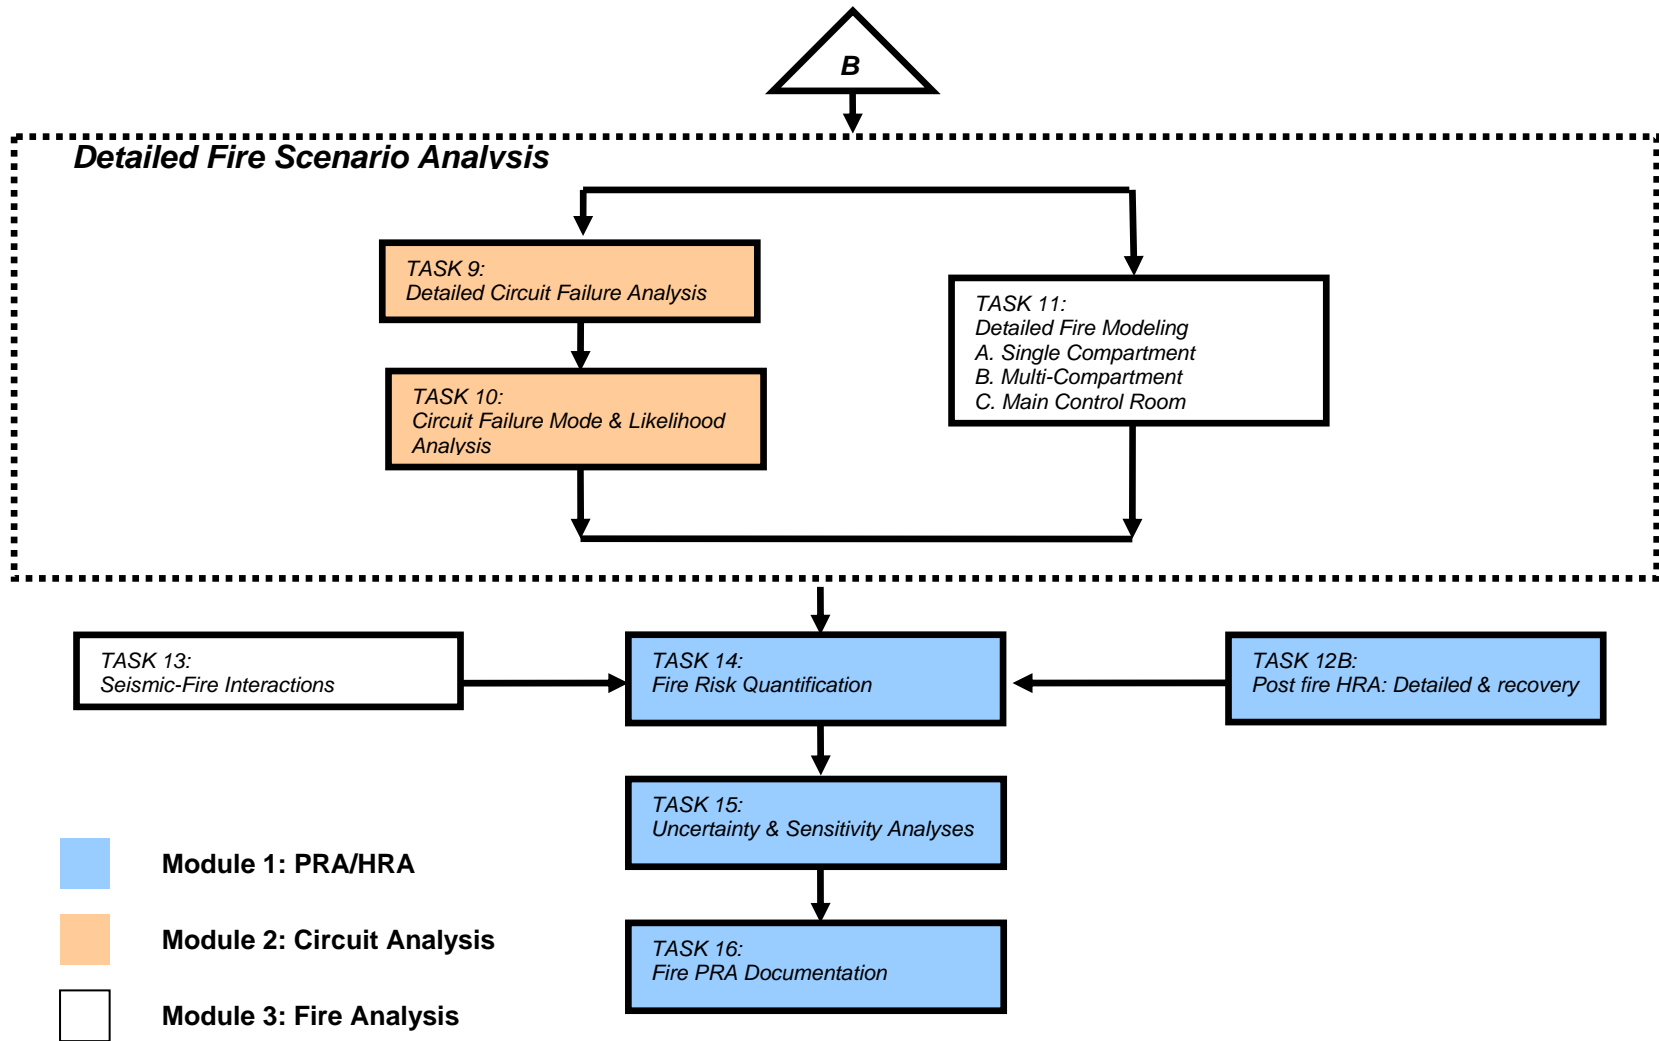 B
Detailed Fire Scenario Analysis
TASK 9:
Detailed Circuit Failure Analysis
TASK 10:
Circuit Failure Mode & Likelihood
Analysis
TASK 11:
Detailed Fire Modeling
A. Single Compartment
B. Multi-Compartment
C. Main Control Room
TASK 13:
Seismic-Fire Interactions
TASK 14:
Fire Risk Quantification
TASK 12B:
Post fire HRA: Detailed & recovery
TASK 15:
Uncertainty & Sensitivity Analyses
TASK 16:
Fire PRA Documentation
Module 1: PRA/HRA
Module 2: Circuit Analysis
Module 3: Fire Analysis